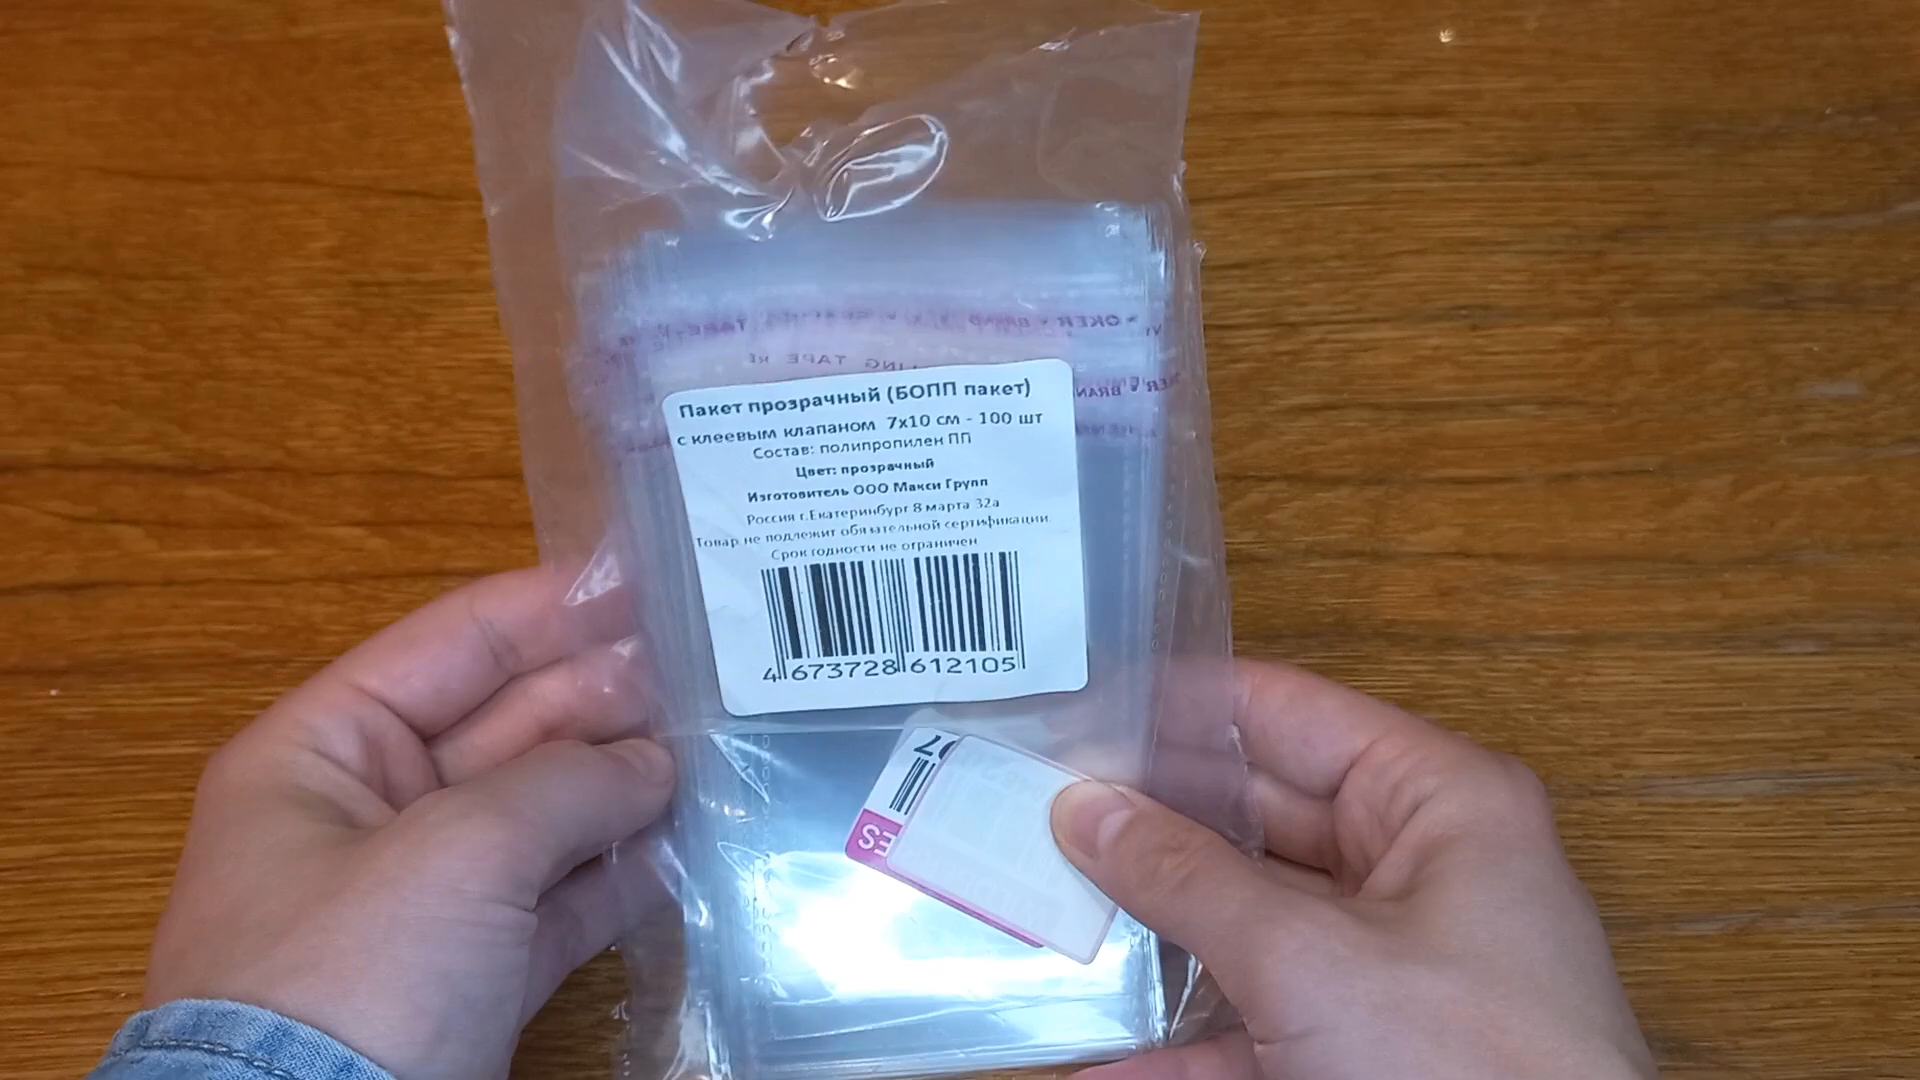 Пакет прозрачный (БОПП пакет)
с клеевым клапаном 7х10 см - 100 шт
Состав: полипропилен ПП
Цвет: прозрачный
Изготовитель ООО Макси Групп
Россия г.Екатеринбург 8 марта 32а
Товар не подлежит обязательной сертификации
Срок годности не ограничен
4 673728 612105